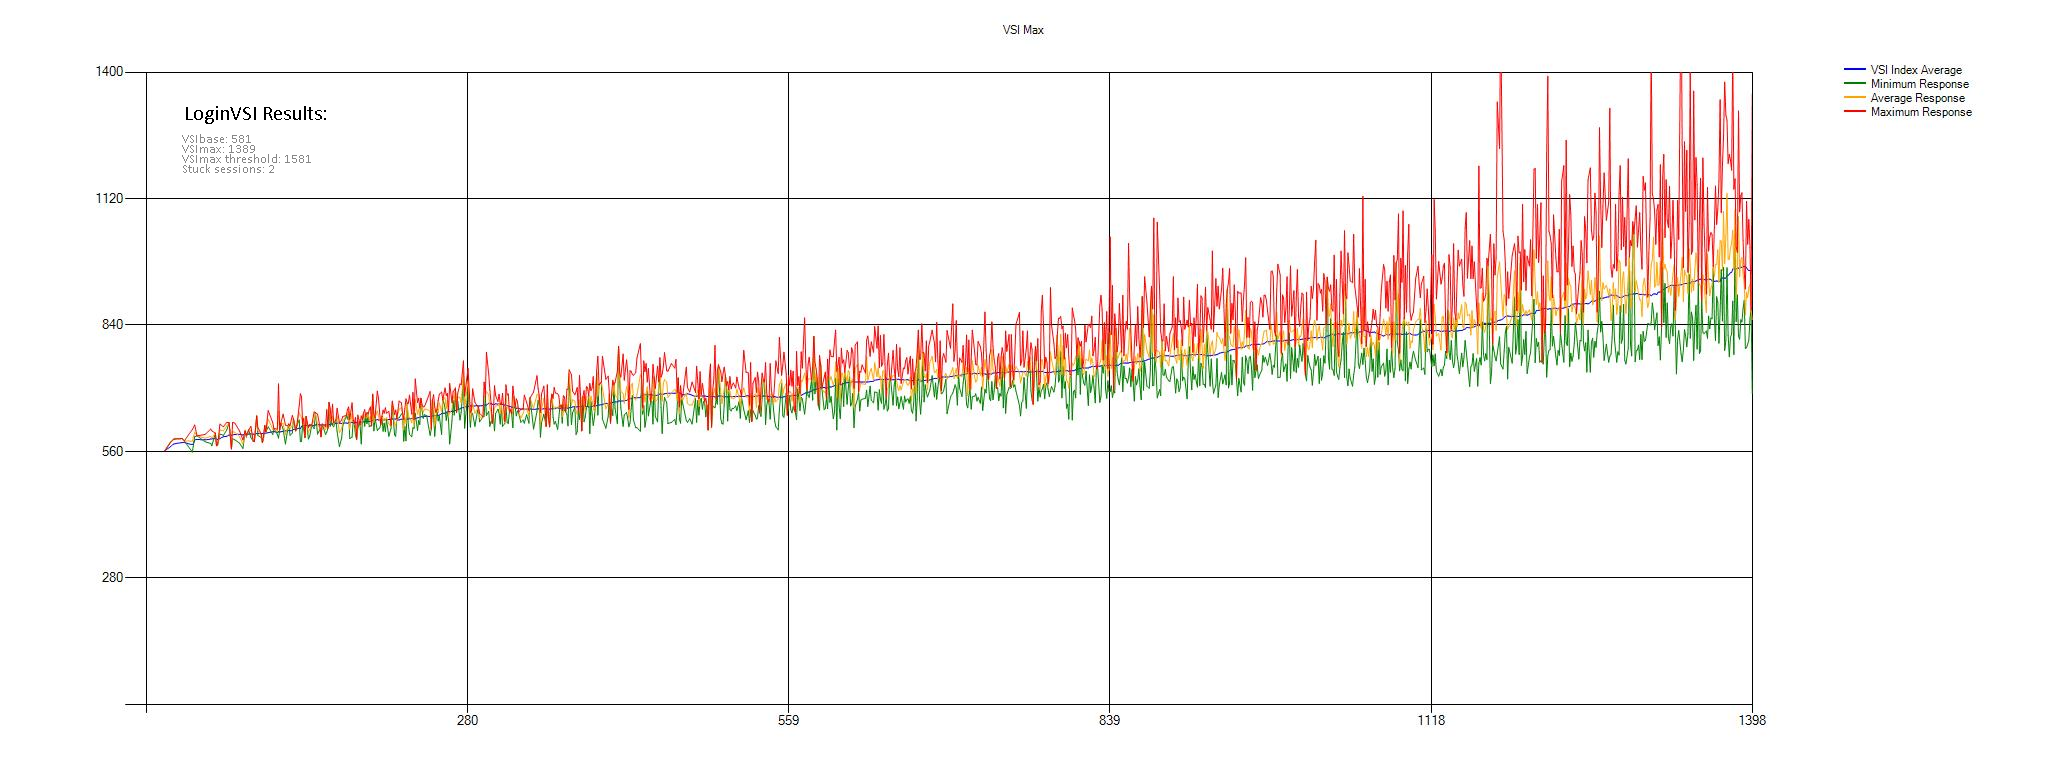 VSI Max
1400
1120
840
560
280
LoginVSI Results:
VSIbase: 581
VSImax: 1389
VSImax threshold: 1581
Stuck sessions: 2
VSI Index Average
Minimum Response
Average Response
Maximum Response
280
559
839
1118
1398